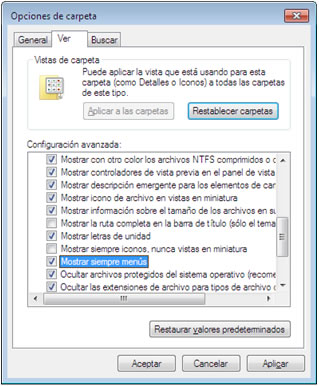 Opciones de carpeta
General
Ver
Buscar
Vistas de carpeta
Puede aplicar la vista que está usando para esta
carpeta (como Detalles o Iconos) a todas las carpetas
de este tipo.
Aplicar a las carpetas
Restablecer carpetas
Configuración avanzada:
Mostrar con otro color los archivos NTFS comprimidos o c
Mostrar controladores de vista previa en el panel de vista
Mostrar descripción emergente para los elementos de car
Mostrar icono de archivo en vistas en miniatura
Mostrar información sobre el tamaño de los archivos en su
Mostrar la ruta completa en la barra de título (sólo el tema
Mostrar letras de unidad
Mostrar siempre iconos, nunca vistas en miniatura
Mostrar siempre menús
Ocultar archivos protegidos del sistema operativo (recome
Ocultar las extensiones de archivo para tipos de archivo c
Restaurar valores predeterminados
Aceptar
Cancelar
Aplicar